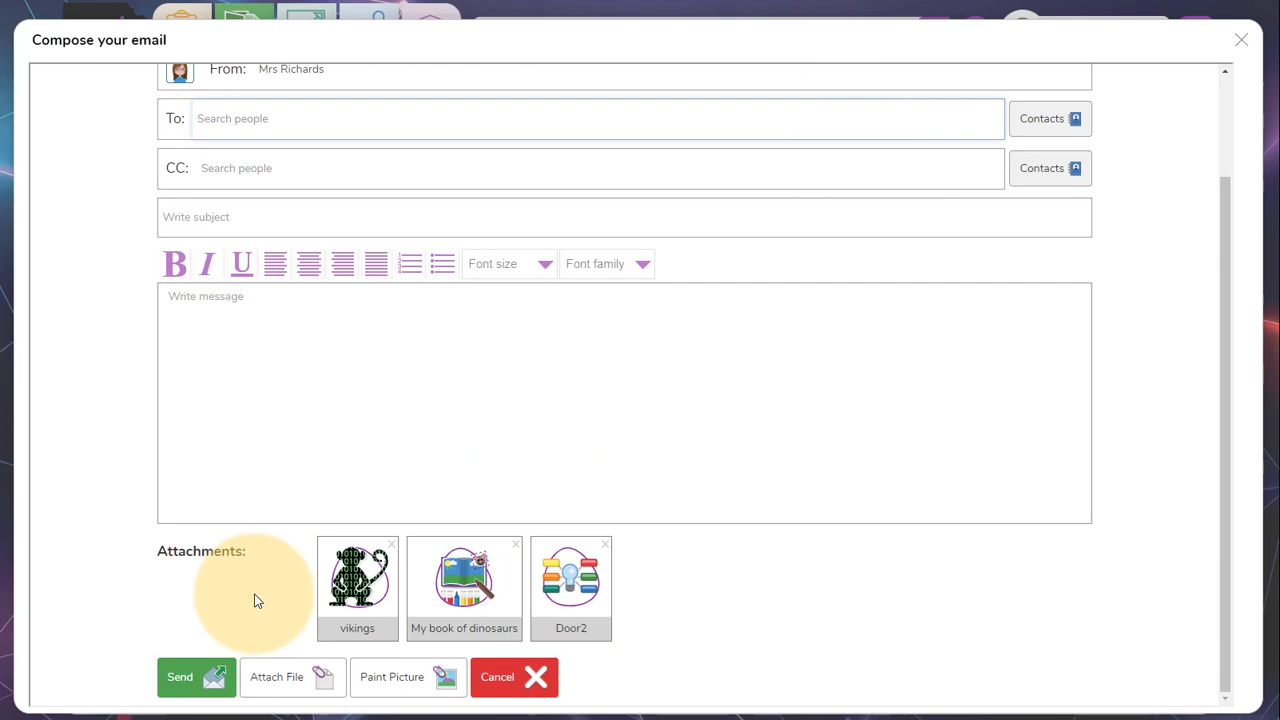 Compose your email
From: Mrs Richards
To: Search people
Contacts
CC: Search people
Contacts
Write subject
B I U Font size Font family
Write message
Attachments:
vikings My book of dinosaurs Door2
Send Attach File Paint Picture Cancel